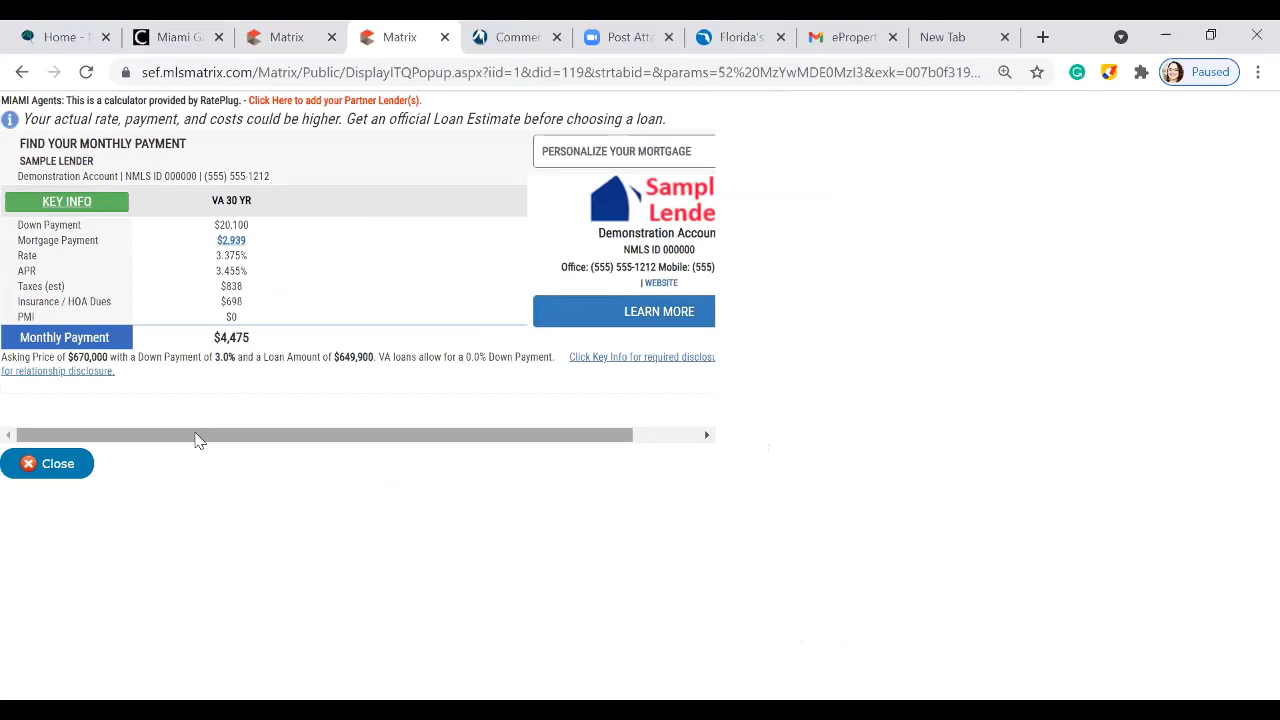 Home -
Miami G
Matrix
Matrix
Commer
Post Att
Florida's
ePropert
New Tab
sef.mlsmatrix.com/Matrix/Public/DisplayITQPopup.aspx?iid=1&did=119&strtabid=&params=52%20MzYwMDE0MzI3&exk=007b0f319...
Paused
MIAMI Agents: This is a calculator provided by RatePlug. - Click Here to add your Partner Lender(s).
Your actual rate, payment, and costs could be higher. Get an official Loan Estimate before choosing a loan.
FIND YOUR MONTHLY PAYMENT
SAMPLE LENDER
Demonstration Account | NMLS ID 000000 | (555) 555-1212
PERSONALIZE YOUR MORTGAGE
KEY INFO VA 30 YR
Down Payment $20,100
Mortgage Payment $2,939
Rate 3.375%
APR 3.455%
Taxes (est) $838
Insurance / HOA Dues $698
PMI $0
Monthly Payment $4,475
Sampl
Lende
Demonstration Accoun
NMLS ID 000000
Office: (555) 555-1212 Mobile: (555)
| WEBSITE
LEARN MORE
Asking Price of $670,000 with a Down Payment of 3.0% and a Loan Amount of $649,900. VA loans allow for a 0.0% Down Payment. Click Key Info for required disclosu
for relationship disclosure.
Close